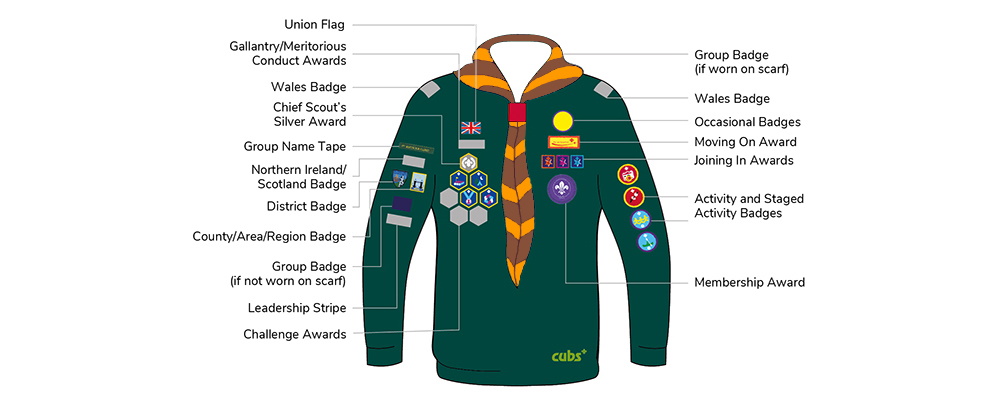 Union Flag
Gallantry/Meritorious
Conduct Awards
Wales Badge
Chief Scout's
Silver Award
Group Name Tape
Northern Ireland/
Scotland Badge
District Badge
County/Area/Region Badge
Group Badge
(if not worn on scarf)
Leadership Stripe
Challenge Awards
Group Badge
(if worn on scarf)
Wales Badge
Occasional Badges
Moving On Award
Joining In Awards
Activity and Staged
Activity Badges
Membership Award
cubs